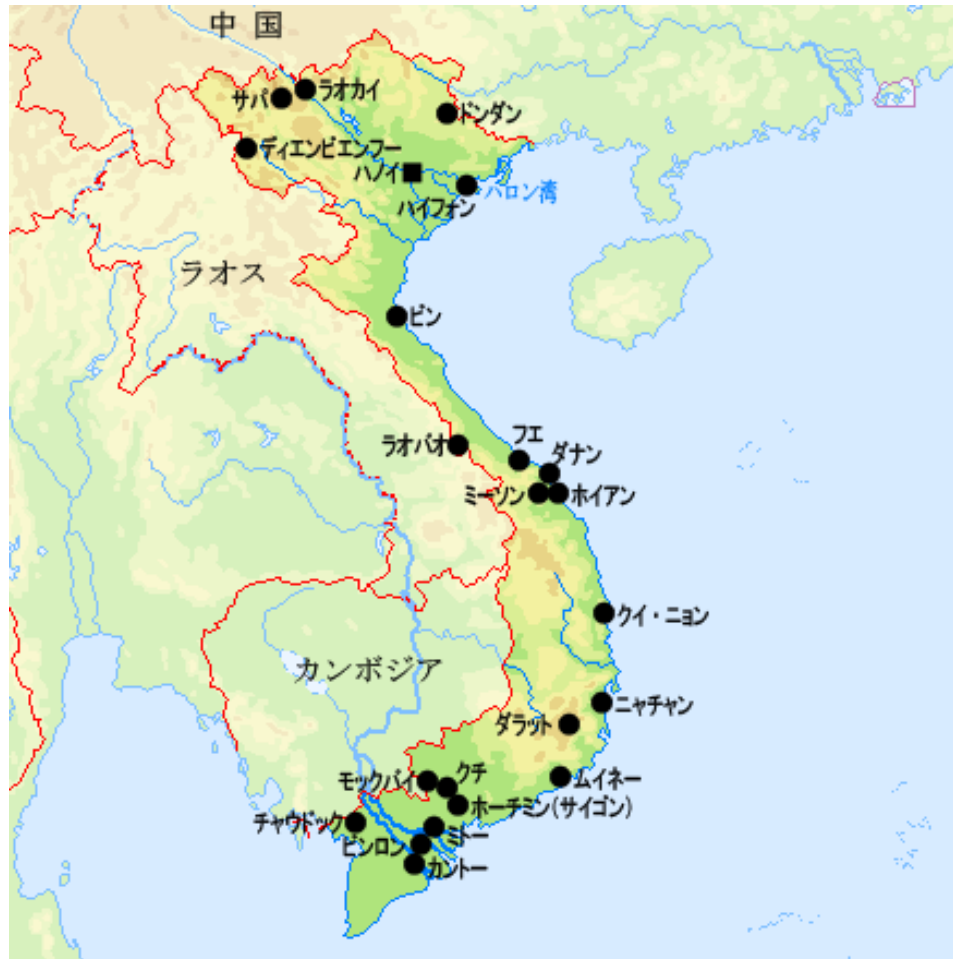 中 国
ラオカイ
サパ
ドンダン
ディエンビエンフー
ハノイ
ハロン湾
ハイフォン
ラオス
ビン
フエ
ラオバオ
ダナン
ミーソン
ホイアン
クイ・ニョン
カンボジア
ニャチャン
ダラット
モックバイ
クチ
ムイネー
ホーチミン(サイゴン)
チャウドック
ミトー
ビンロン
カントー